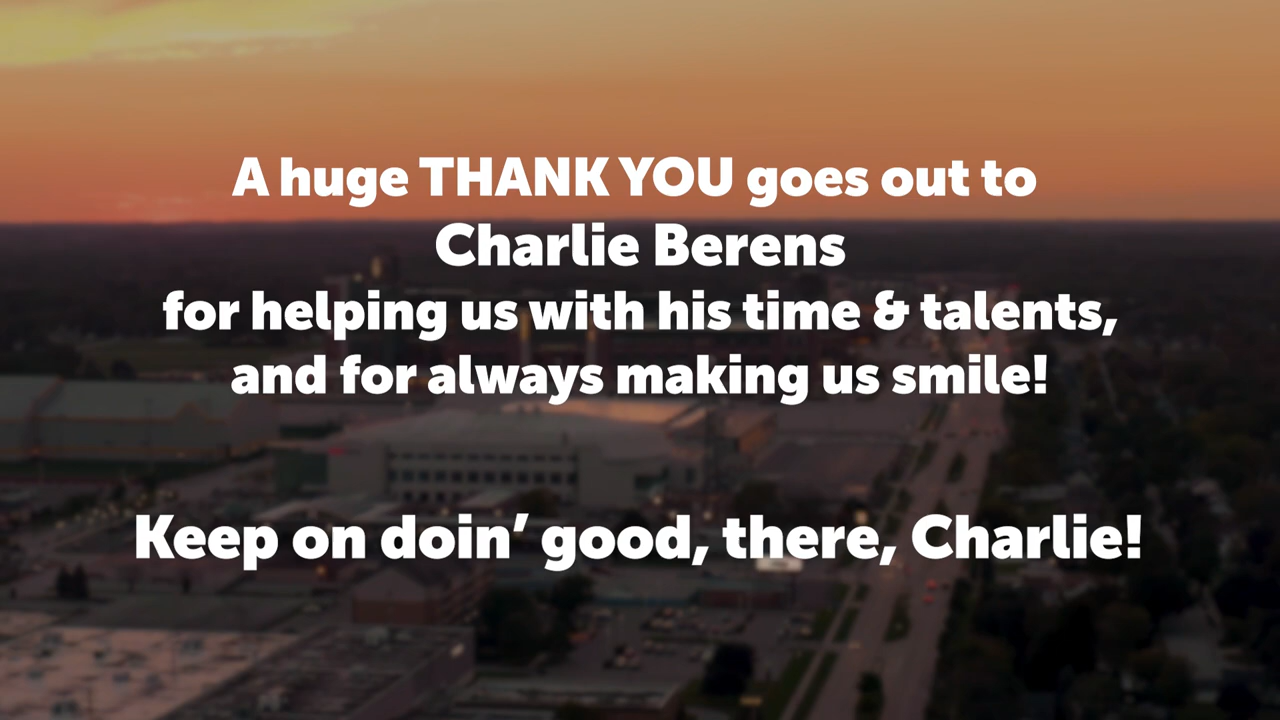 A huge THANK YOU goes out to
Charlie Berens
for helping us with his time & talents,
and for always making us smile!
Keep on doin’ good, there, Charlie!